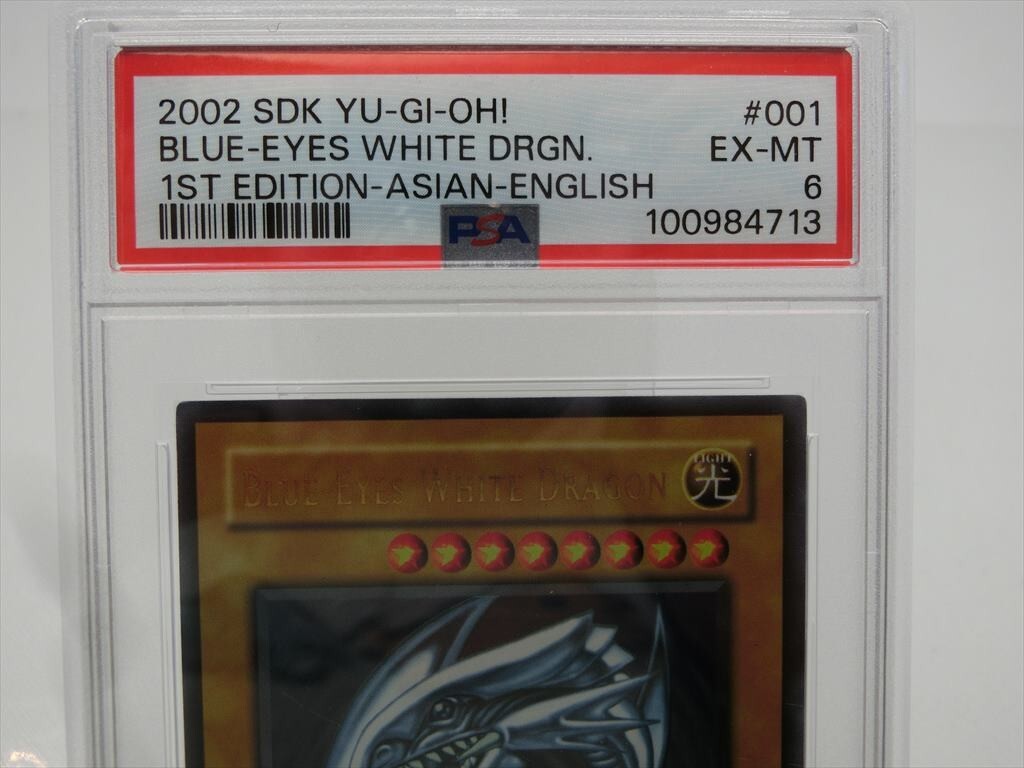 2002 SDK YU-GI-OH! #001
BLUE-EYES WHITE DRGN. EX-MT
1ST EDITION-ASIAN-ENGLISH 6
PSA 100984713
BLUE-EYES WHITE DRAGON
LIGHT
光